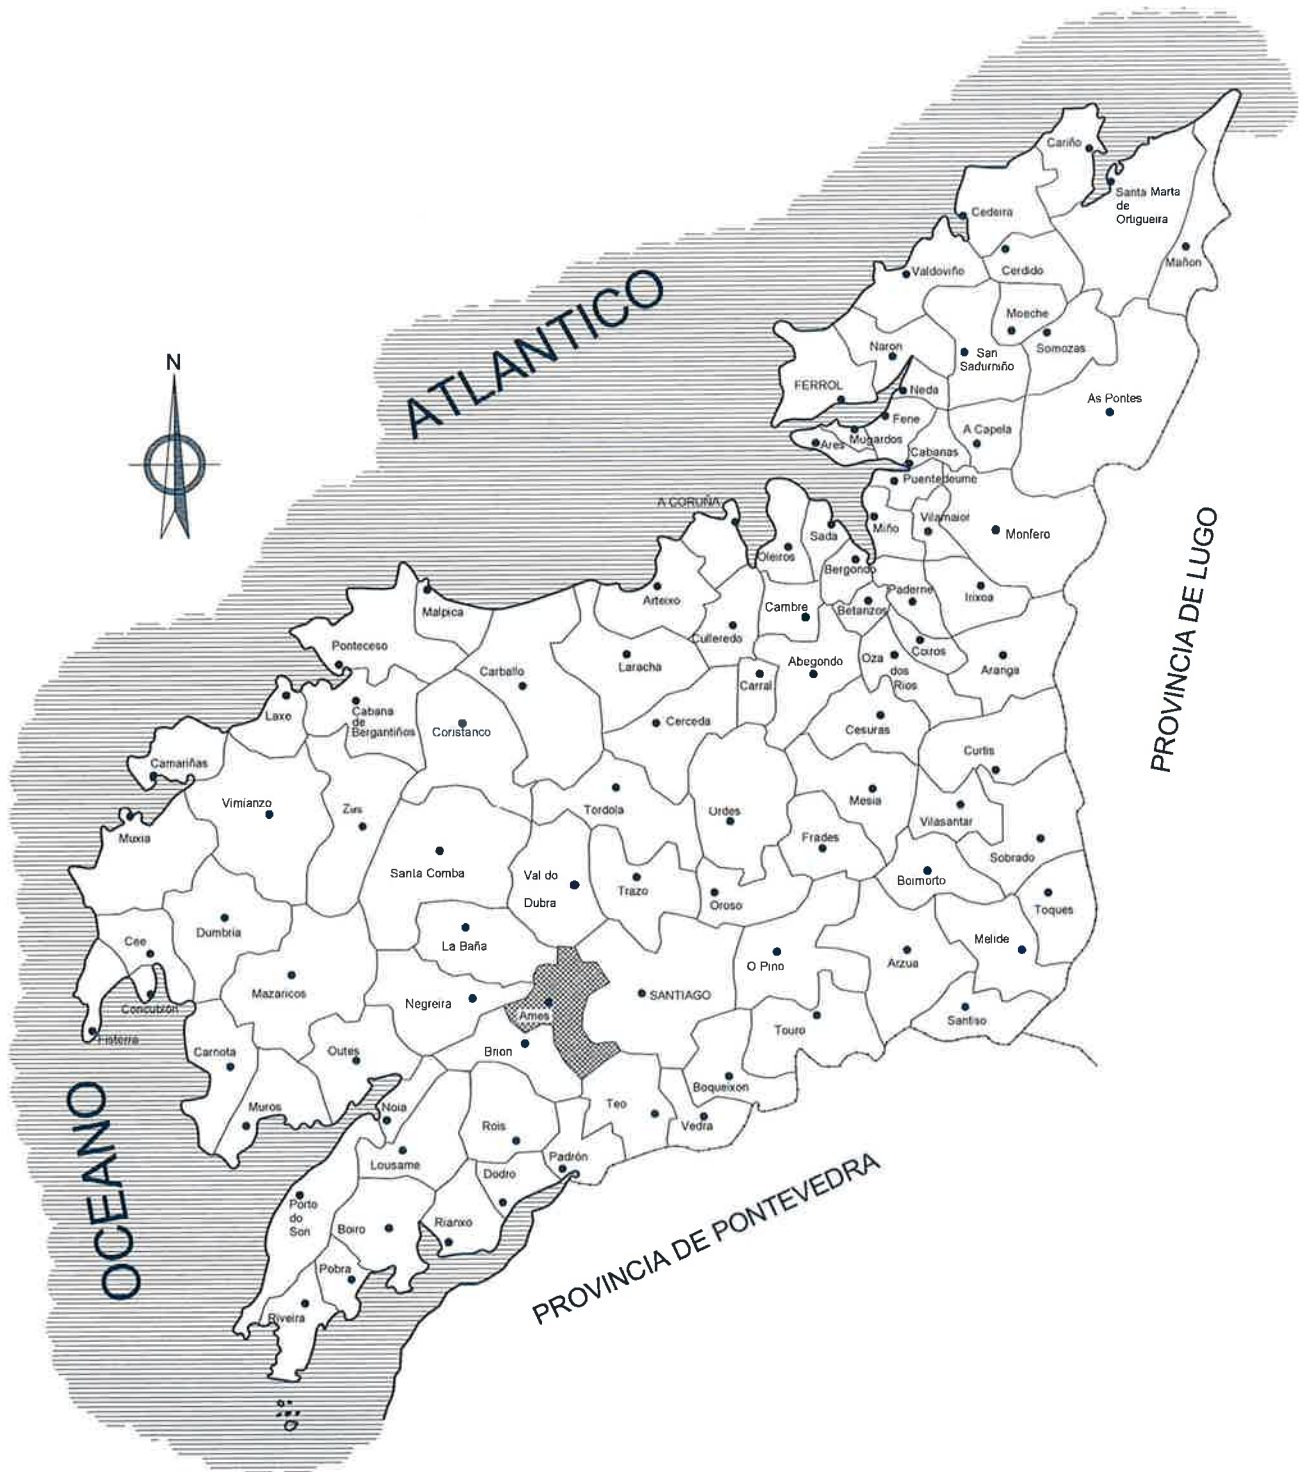 Cariño
Santa Marta
de
Ortigueira
Cedeira
Mañon
Cerdido
Valdoviño
ATLANTICO
Moeche
Somozas
Naron
San
Sadurniño
N
FERROL
Neda
As Pontes
Fene
A Capela
Mugardos
Ares
Cabanas
Puentedeume
A CORUÑA
Miño
Vilamaior
Monfero
Sada
Oleiros
Bergondo
PROVINCIA DE LUGO
Arteixo
Paderne
Irixoa
Malpica
Cambre
Betanzos
Culleredo
Ponteceso
Coiros
Carballo
Laracha
Abegondo
Oza
dos
Rios
Aranga
Carral
Laxe
Cabana
de
Bergantiños
Coristanco
Cerceda
Cesuras
Curtis
Camariñas
Vimianzo
Zas
Tordola
Ordes
Mesia
Vilasantar
Muxia
Frades
Sobrado
Santa Comba
Val do
Dubra
Trazo
Oroso
Boimorto
Toques
Dumbria
Cee
La Baña
Melide
O Pino
Arzua
Mazaricos
Negreira
SANTIAGO
Concubion
Ames
Santiso
Fisterra
Touro
Carnota
Outes
Brion
Boqueixon
OCEANO
Muros
Noia
Teo
Rois
Vedra
Lousame
Padrón
Dodro
Porto
do
Son
Boiro
Rianxo
PROVINCIA DE PONTEVEDRA
Pobra
Riveira